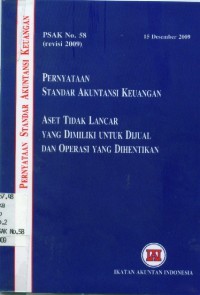 PSAK No. 58
(revisi 2009)
15 Desember 2009
PERNYATAAN
STANDAR AKUNTANSI KEUANGAN
ASET TIDAK LANCAR
YANG DIMILIKI UNTUK DIJUAL
DAN OPERASI YANG DIHENTIKAN
IKATAN AKUNTAN INDONESIA
PERNYATAAN STANDAR AKUNTANSI KEUANGAN